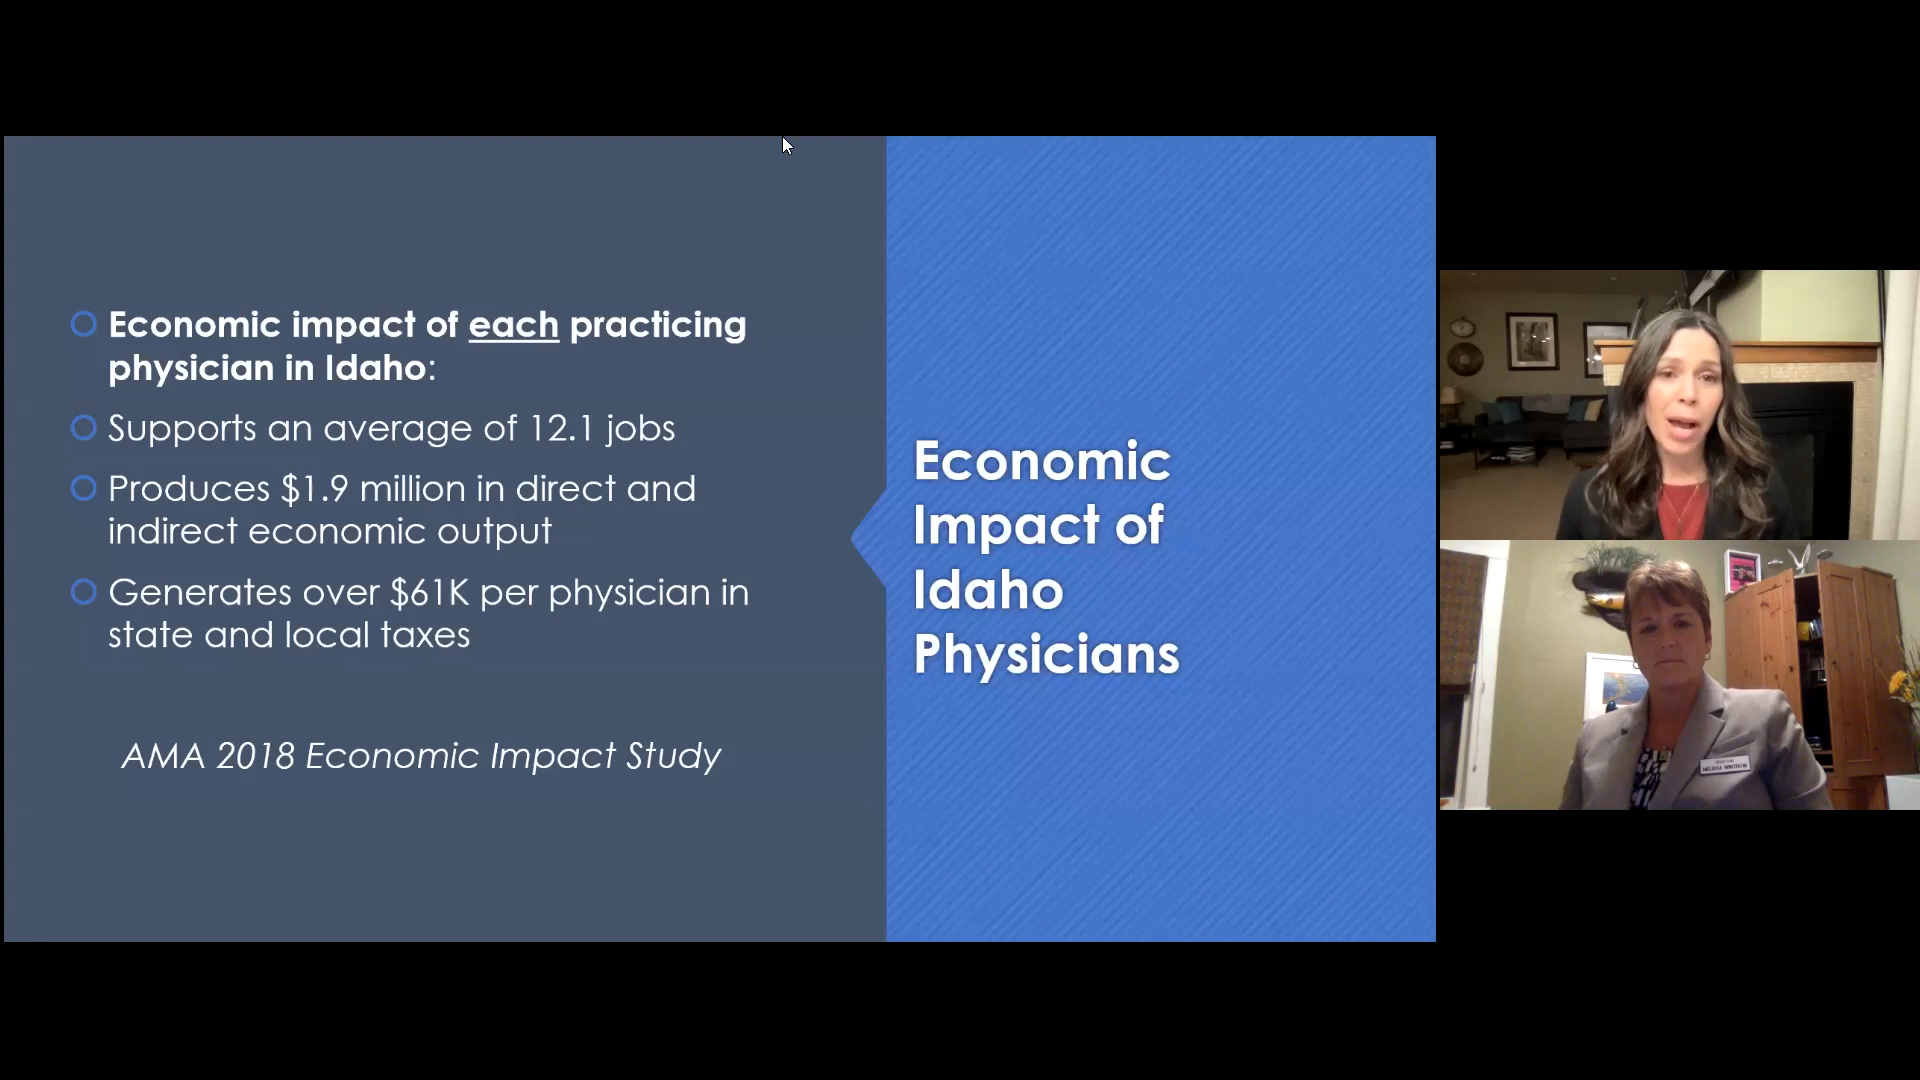 Economic impact of each practicing
physician in Idaho:
Supports an average of 12.1 jobs
Produces $1.9 million in direct and
indirect economic output
Generates over $61K per physician in
state and local taxes
AMA 2018 Economic Impact Study
Economic
Impact of
Idaho
Physicians
MELISSA WINTROW